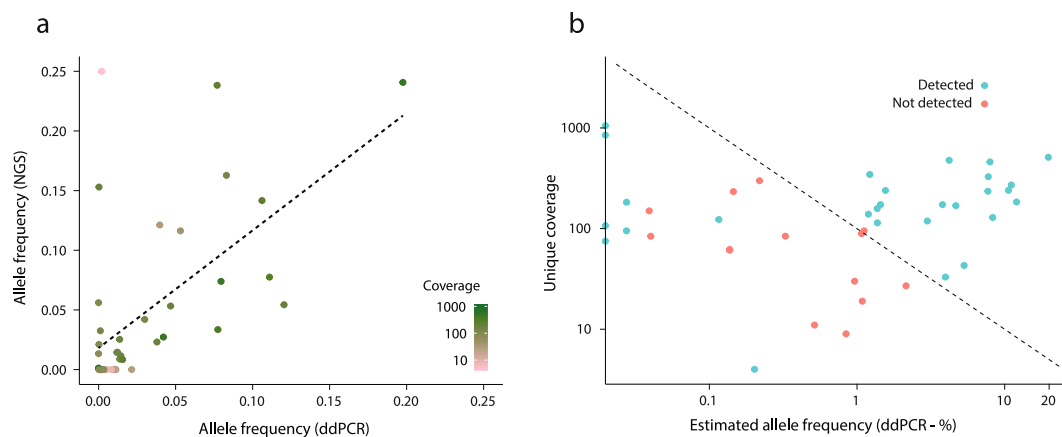 a
Allele frequency (NGS)
0.25
0.20
0.15
0.10
0.05
0.00
0.00
0.05
0.10
0.15
0.20
0.25
Allele frequency (ddPCR)
Coverage
1000
100
10
b
Detected
Not detected
Unique coverage
1000
100
10
0.1
1
10
20
Estimated allele frequency (ddPCR - %)